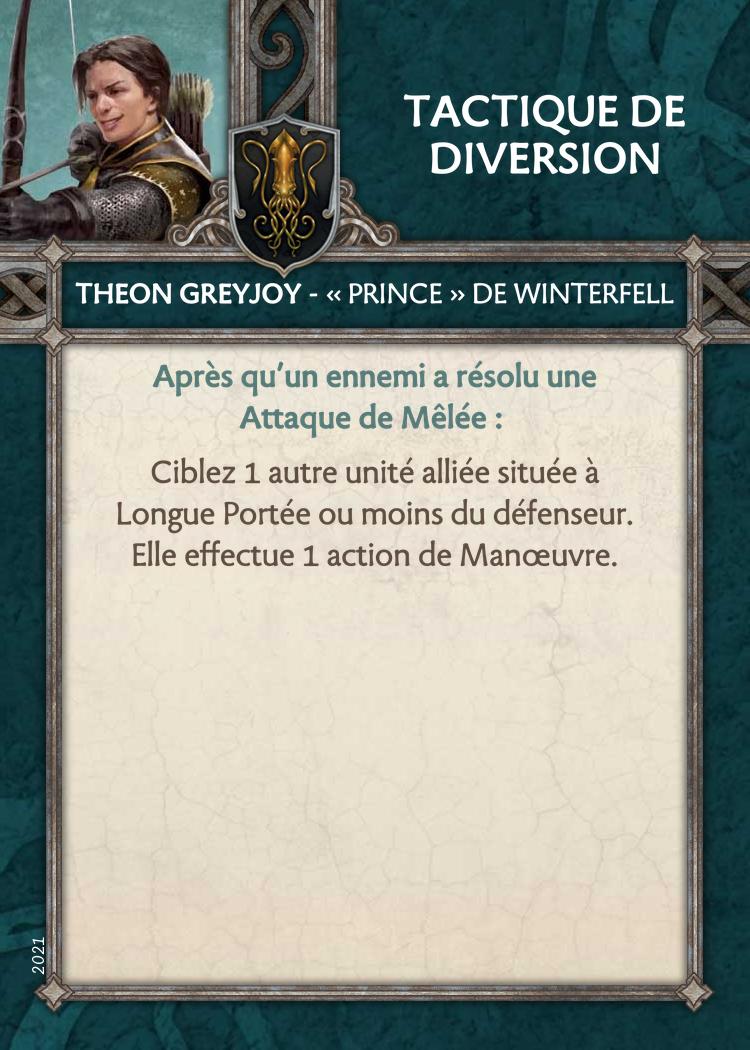 TACTIQUE DE
DIVERSION
THEON GREYJOY - « PRINCE » DE WINTERFELL
Après qu’un ennemi a résolu une
Attaque de Mêlée :
Ciblez 1 autre unité alliée située à
Longue Portée ou moins du défenseur.
Elle effectue 1 action de Manœuvre.
2021